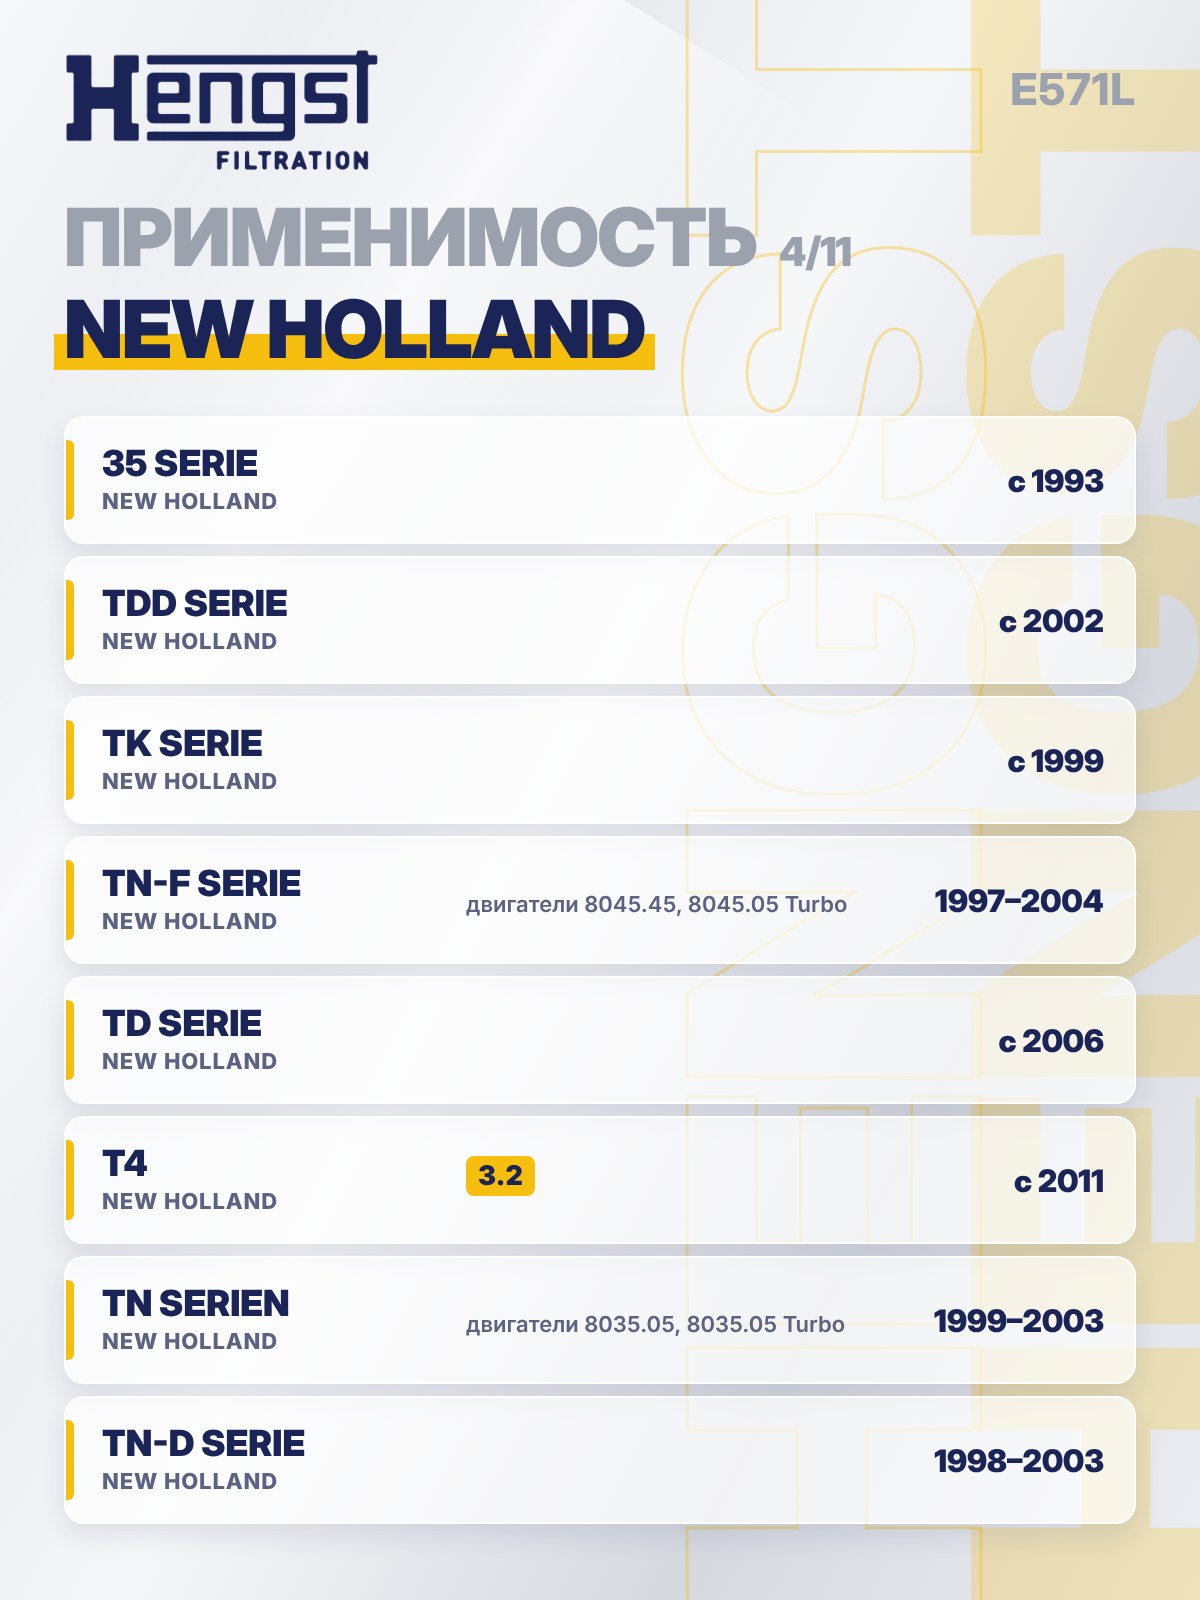 Hengst
FILTRATION
E571L
ПРИМЕНИМОСТЬ 4/11
NEW HOLLAND
35 SERIE
NEW HOLLAND
с 1993
TDD SERIE
NEW HOLLAND
с 2002
TK SERIE
NEW HOLLAND
с 1999
TN-F SERIE
NEW HOLLAND
двигатели 8045.45, 8045.05 Turbo
1997–2004
TD SERIE
NEW HOLLAND
с 2006
T4
NEW HOLLAND
3.2
с 2011
TN SERIEN
NEW HOLLAND
двигатели 8035.05, 8035.05 Turbo
1999–2003
TN-D SERIE
NEW HOLLAND
1998–2003
HENGST
HENGST